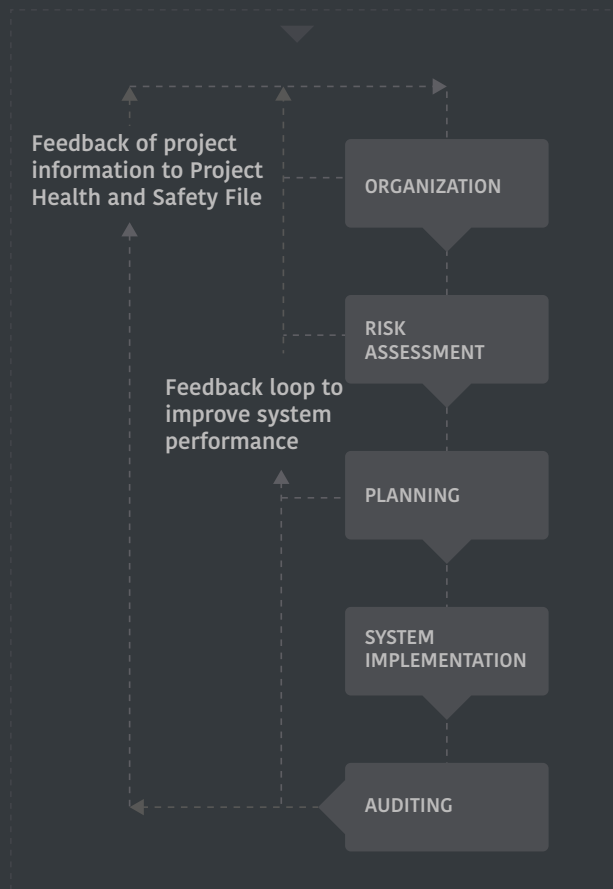 Feedback of project
information to Project
Health and Safety File
ORGANIZATION
RISK
ASSESSMENT
Feedback loop to
improve system
performance
PLANNING
SYSTEM
IMPLEMENTATION
AUDITING